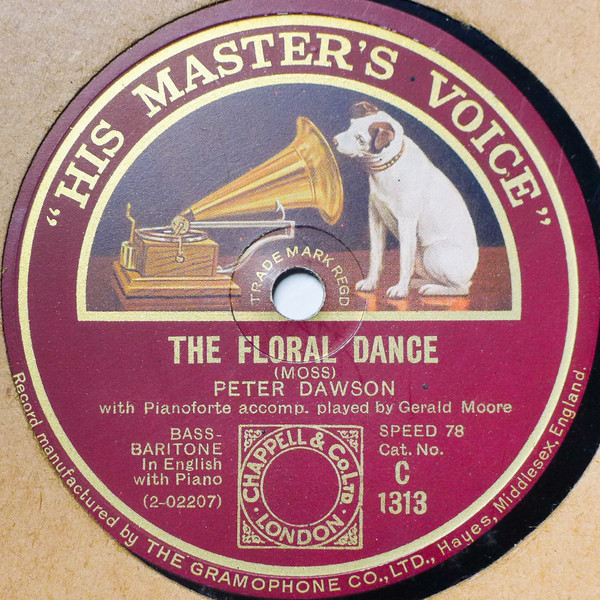 "HIS MASTER'S VOICE"
TRADE MARK REGD
THE FLORAL DANCE
(MOSS)
PETER DAWSON
with Pianoforte accomp. played by Gerald Moore
BASS-
BARITONE
In English
with Piano
(2-02207)
CHAPPELL & Co. LTD
· LONDON ·
SPEED 78
Cat. No.
C
1313
Record manufactured by THE GRAMOPHONE CO., LTD., Hayes, Middlesex, England.